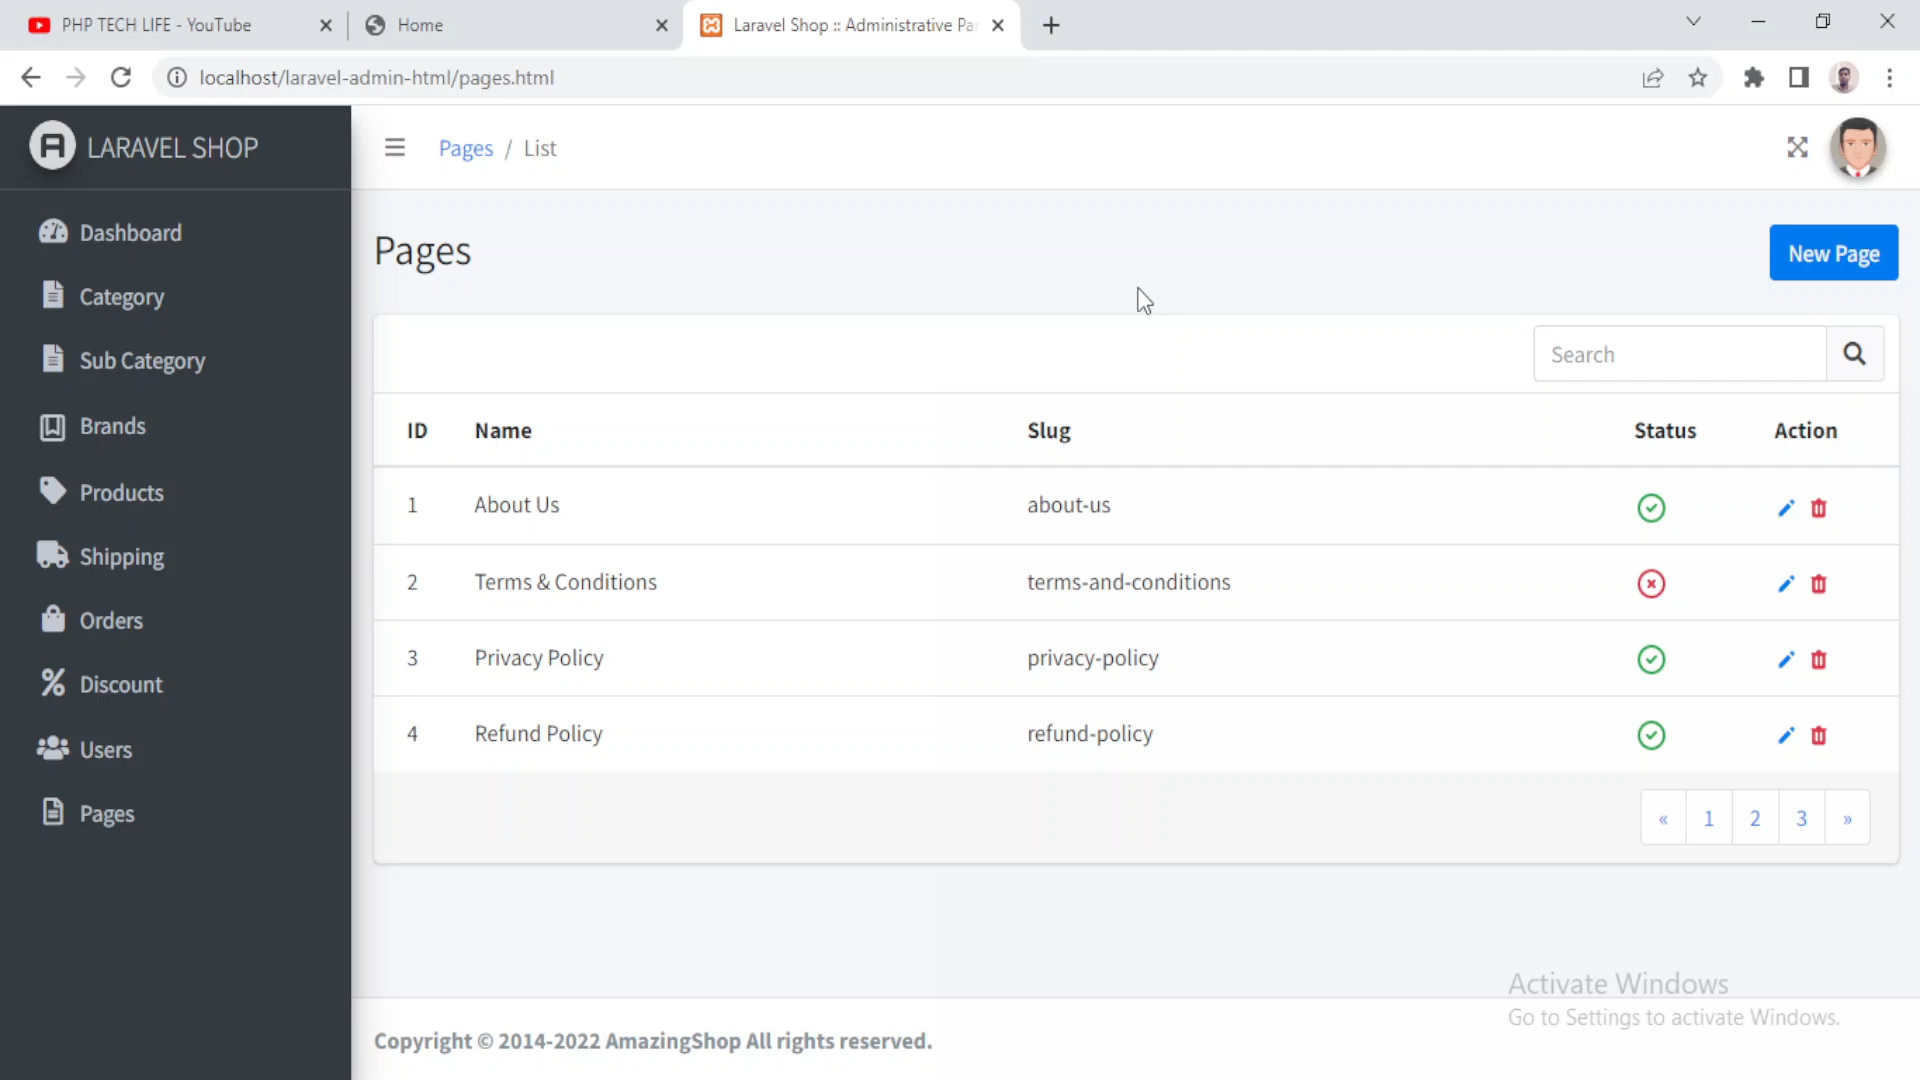 PHP TECH LIFE - YouTube
Home
Laravel Shop :: Administrative Pa
localhost/laravel-admin-html/pages.html
LARAVEL SHOP
Pages / List
Dashboard
Category
Sub Category
Brands
Products
Shipping
Orders
Discount
Users
Pages
Pages
New Page
Search
ID Name Slug Status Action
1 About Us about-us
2 Terms & Conditions terms-and-conditions
3 Privacy Policy privacy-policy
4 Refund Policy refund-policy
« 1 2 3 »
Activate Windows
Go to Settings to activate Windows.
Copyright © 2014-2022 AmazingShop All rights reserved.